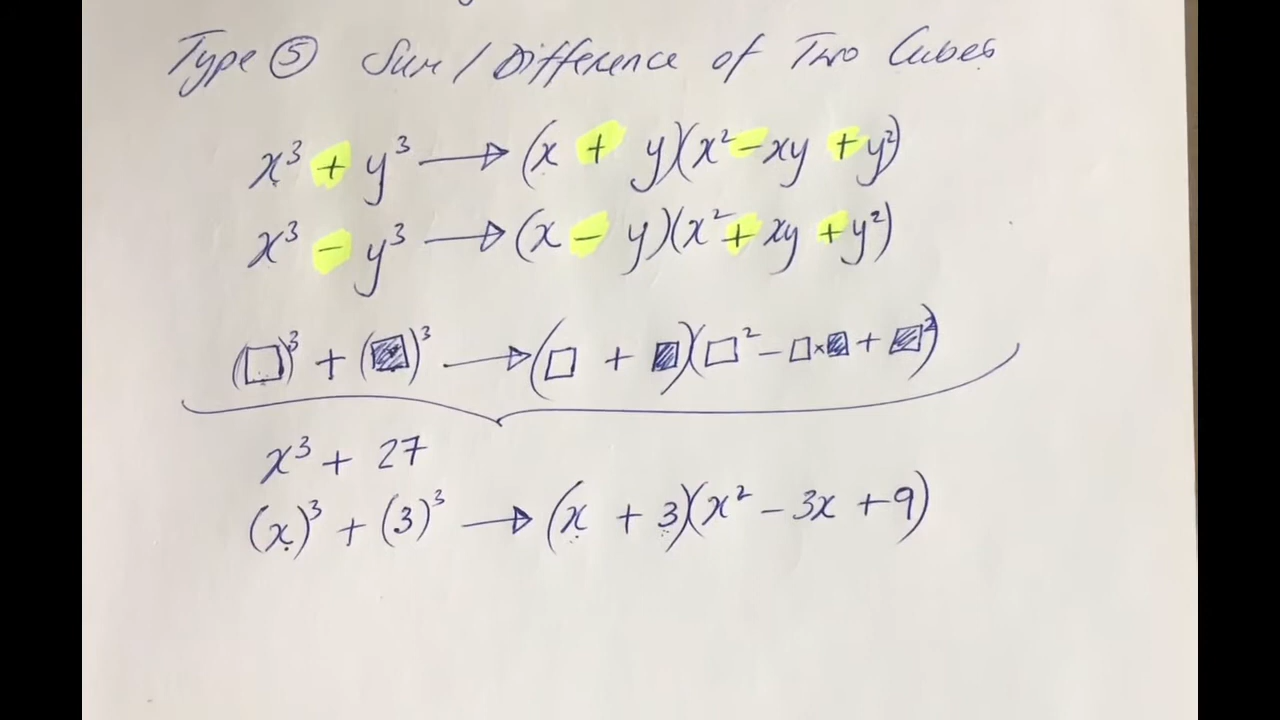 Type ⑤ Sum / Difference of Two Cubes
x³ + y³ → (x + y)(x² - xy + y²)
x³ - y³ → (x - y)(x² + xy + y²)
(□)³ + (■)³ → (□ + ■)(□² - □×■ + ■²)
x³ + 27
(x)³ + (3)³ → (x + 3)(x² - 3x + 9)